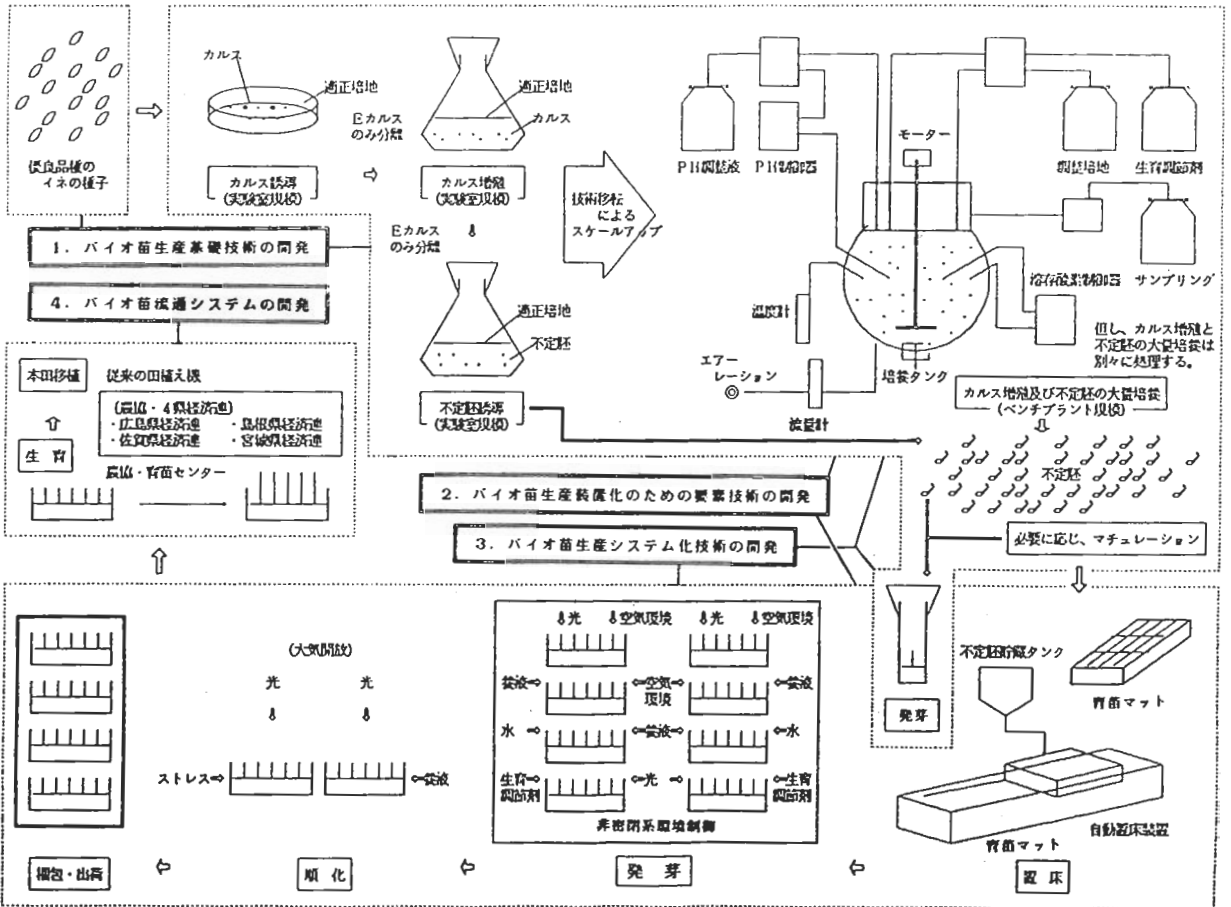 優良品種の
イネの種子
カルス
適正培地
カルス誘導
(実験室規模)
Eカルス
のみ分離
適正培地
カルス
カルス増殖
(実験室規模)
Eカルス
のみ分離
適正培地
不定胚
不定胚誘導
(実験室規模)
技術移転
による
スケールアップ
PH調整液
PH制御器
モーター
調整培地
生育調節剤
溶存酸素制御器
サンプリング
温度計
エアー
レーション
流量計
培養タンク
但し、カルス増殖と
不定胚の大量培養は
別々に処理する。
カルス増殖及び不定胚の大量培養
(ベンチプラント規模)
不定胚
必要に応じ、マチュレーション
1. バイオ苗生産基礎技術の開発
4. バイオ苗流通システムの開発
本田移植
従来の田植え機
(農協・4県経済連)
・広島県経済連 ・島根県経済連
・佐賀県経済連 ・宮城県経済連
生育
農協・育苗センター
2. バイオ苗生産装置化のための要素技術の開発
3. バイオ苗生産システム化技術の開発
発芽
不定胚貯蔵タンク
育苗マット
自動置床装置
育苗マット
置床
光 空気環境 光 空気環境
養液 空気環境 養液
水 養液 水
生育調節剤 光 生育調節剤
非密閉系環境制御
発芽
(大気開放)
光 光
ストレス 養液
順化
梱包・出荷